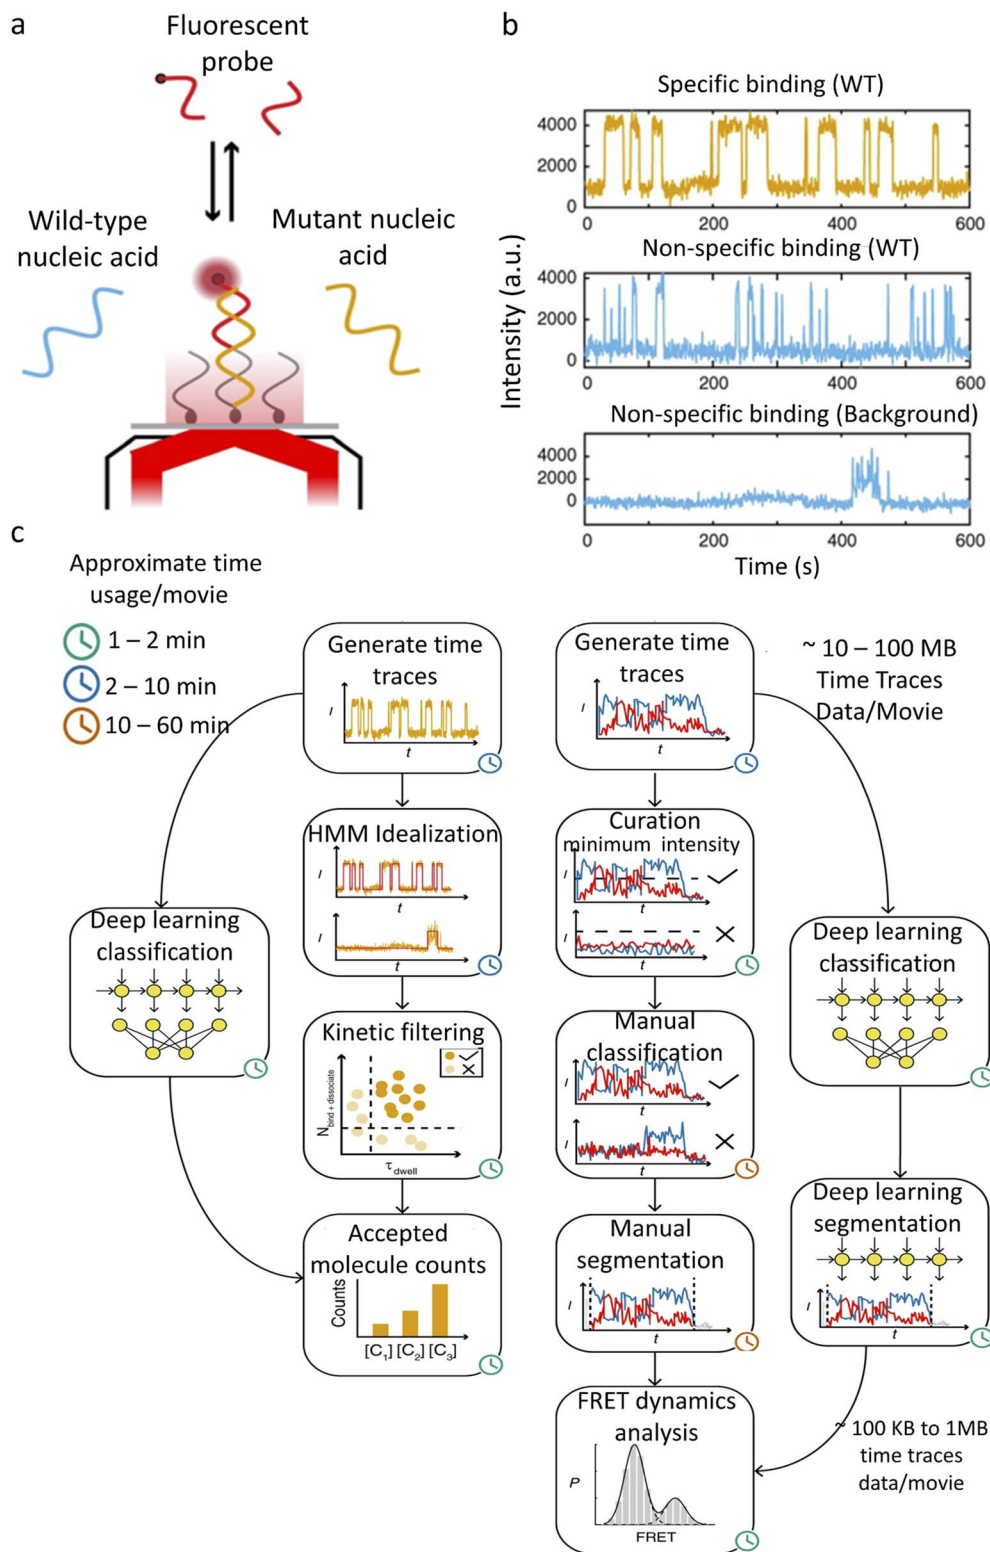 a
Fluorescent
probe
Wild-type
nucleic acid
Mutant nucleic
acid
b
Specific binding (WT)
4000
2000
0
0 200 400 600
Non-specific binding (WT)
4000
2000
0
0 200 400 600
Non-specific binding (Background)
4000
2000
0
0 200 400 600
Intensity (a.u.)
Time (s)
c
Approximate time
usage/movie
1 – 2 min
2 – 10 min
10 – 60 min
Generate time
traces
I
t
HMM Idealization
I
t
I
t
Deep learning
classification
Kinetic filtering
N bind + dissociate
τ dwell
Accepted
molecule counts
Counts
[C₁] [C₂] [C₃]
Generate time
traces
I
t
~ 10 – 100 MB
Time Traces
Data/Movie
Curation
minimum intensity
I
t
I
t
Manual
classification
I
t
I
t
Deep learning
classification
Manual
segmentation
I
t
Deep learning
segmentation
I
t
FRET dynamics
analysis
P
FRET
~ 100 KB to 1MB
time traces
data/movie